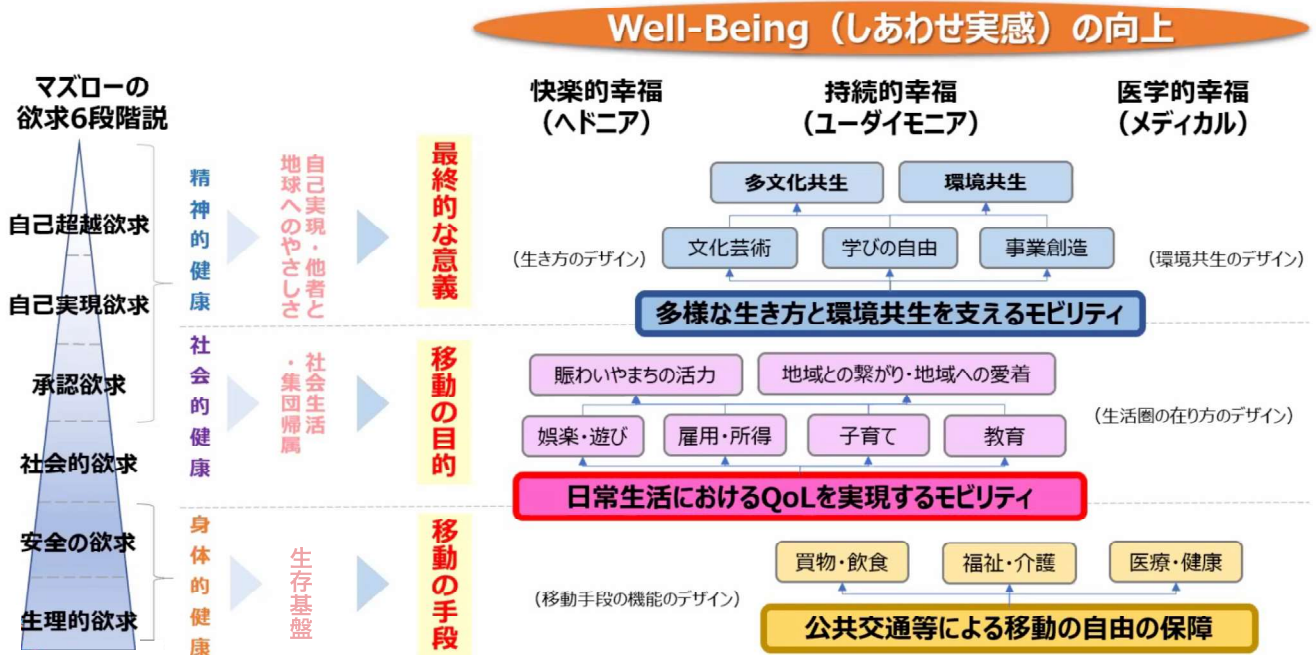 Well-Being（しあわせ実感）の向上
マズローの
欲求6段階説
快楽的幸福
（ヘドニア）
持続的幸福
（ユーダイモニア）
医学的幸福
（メディカル）
自己超越欲求
自己実現欲求
承認欲求
社会的欲求
安全の欲求
生理的欲求
精神的健康
自己実現・他者と
地球へのやさしさ
最終的な意義
多文化共生
環境共生
（生き方のデザイン）
文化芸術
学びの自由
事業創造
（環境共生のデザイン）
多様な生き方と環境共生を支えるモビリティ
社会的健康
社会生活
・集団帰属
移動の目的
賑わいやまちの活力
地域との繋がり・地域への愛着
（生活圏の在り方のデザイン）
娯楽・遊び
雇用・所得
子育て
教育
日常生活におけるQoLを実現するモビリティ
身体的健康
生存基盤
移動の手段
買物・飲食
福祉・介護
医療・健康
（移動手段の機能のデザイン）
公共交通等による移動の自由の保障